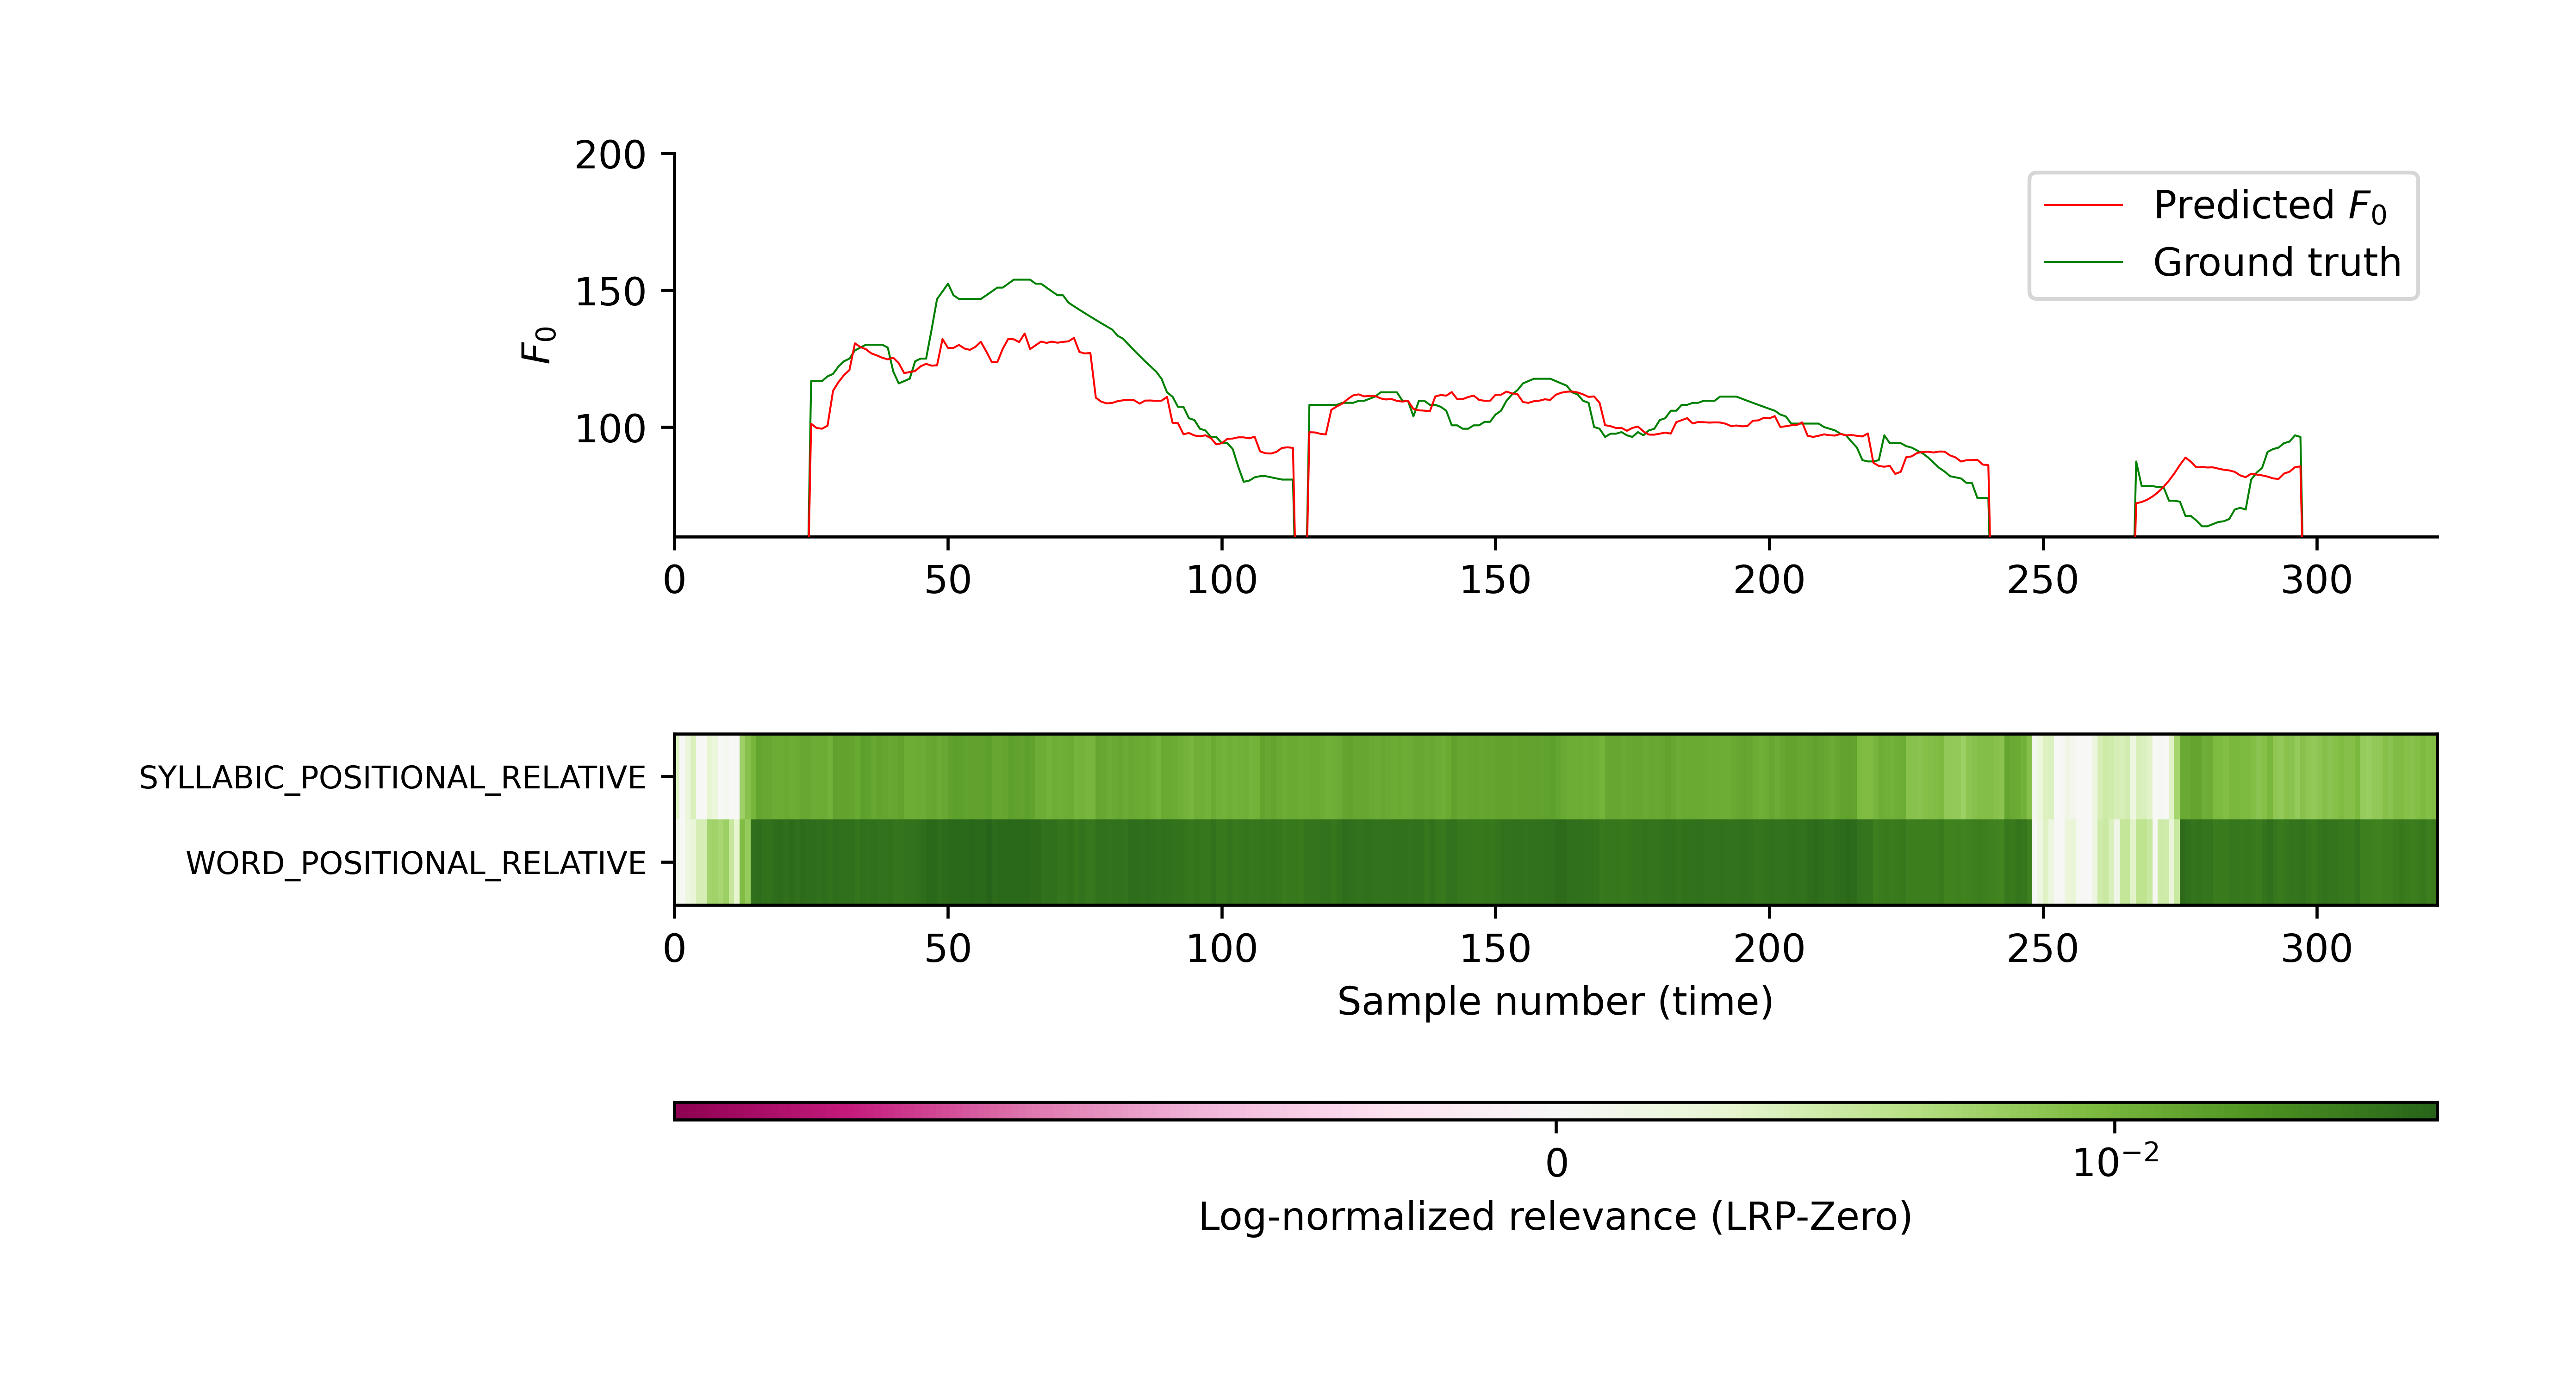 200
150
100
F₀
Predicted F₀
Ground truth
0 50 100 150 200 250 300
SYLLABIC_POSITIONAL_RELATIVE
WORD_POSITIONAL_RELATIVE
0 50 100 150 200 250 300
Sample number (time)
0 10⁻²
Log-normalized relevance (LRP-Zero)